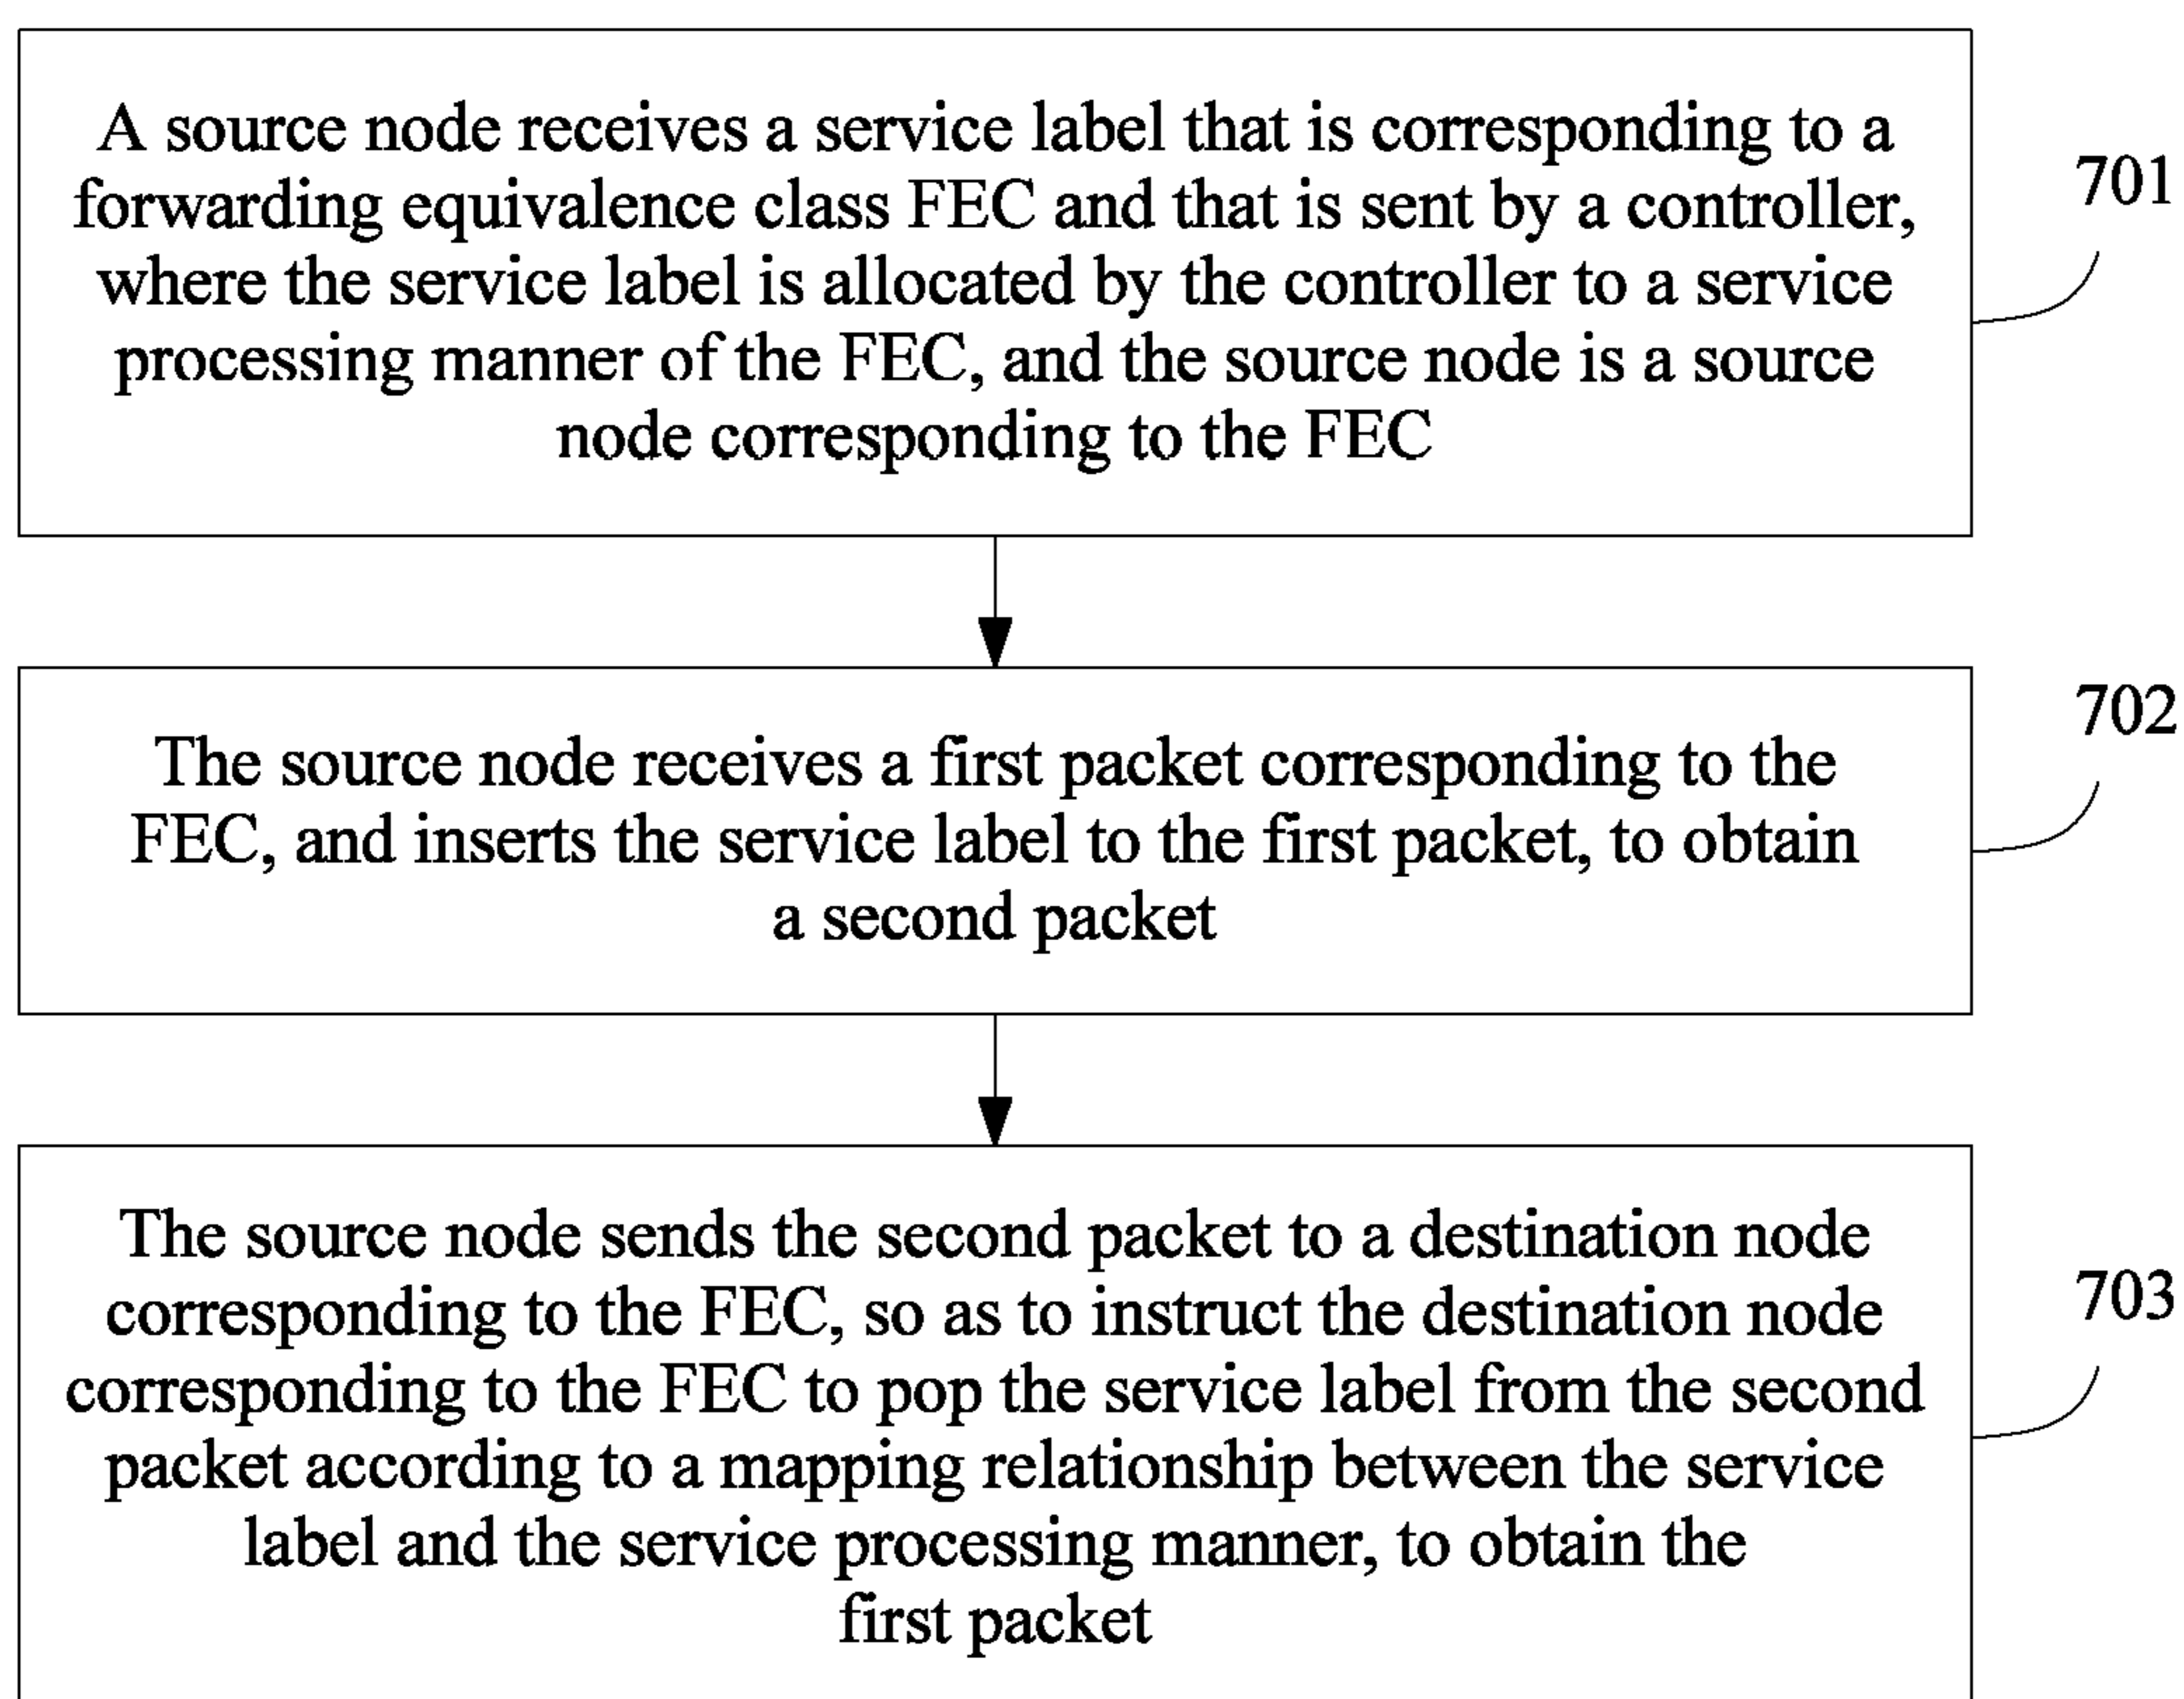 A source node receives a service label that is corresponding to a
forwarding equivalence class FEC and that is sent by a controller,
where the service label is allocated by the controller to a service
processing manner of the FEC, and the source node is a source
node corresponding to the FEC
701
The source node receives a first packet corresponding to the
FEC, and inserts the service label to the first packet, to obtain
a second packet
702
The source node sends the second packet to a destination node
corresponding to the FEC, so as to instruct the destination node
corresponding to the FEC to pop the service label from the second
packet according to a mapping relationship between the service
label and the service processing manner, to obtain the
first packet
703